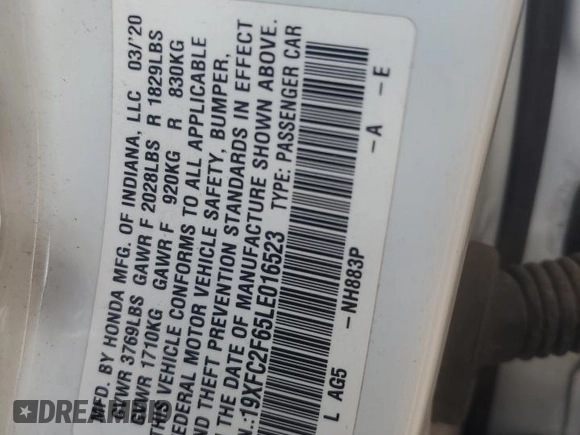 MFD. BY HONDA MFG. OF INDIANA, LLC 03/'20
GVWR 3769LBS GAWR F 2028LBS R 1829LBS
GVWR 1710KG GAWR F 920KG R 830KG
THIS VEHICLE CONFORMS TO ALL APPLICABLE
FEDERAL MOTOR VEHICLE SAFETY, BUMPER,
AND THEFT PREVENTION STANDARDS IN EFFECT
THE DATE OF MANUFACTURE SHOWN ABOVE.
.N.:19XFC2F65LE016523 TYPE: PASSENGER CAR
L AG5 -NH883P -A -E
DREAMBID